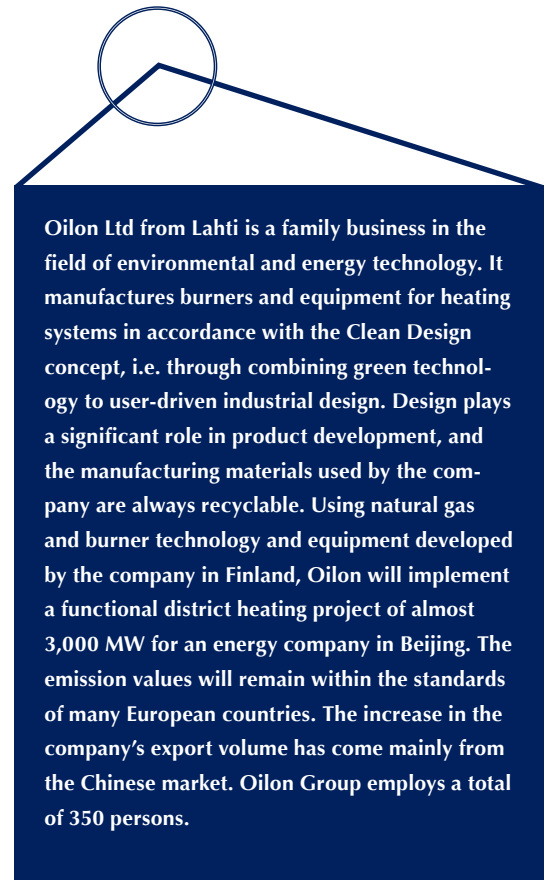 Oilon Ltd from Lahti is a family business in the
field of environmental and energy technology. It
manufactures burners and equipment for heating
systems in accordance with the Clean Design
concept, i.e. through combining green technol-
ogy to user-driven industrial design. Design plays
a significant role in product development, and
the manufacturing materials used by the com-
pany are always recyclable. Using natural gas
and burner technology and equipment developed
by the company in Finland, Oilon will implement
a functional district heating project of almost
3,000 MW for an energy company in Beijing. The
emission values will remain within the standards
of many European countries. The increase in the
company’s export volume has come mainly from
the Chinese market. Oilon Group employs a total
of 350 persons.